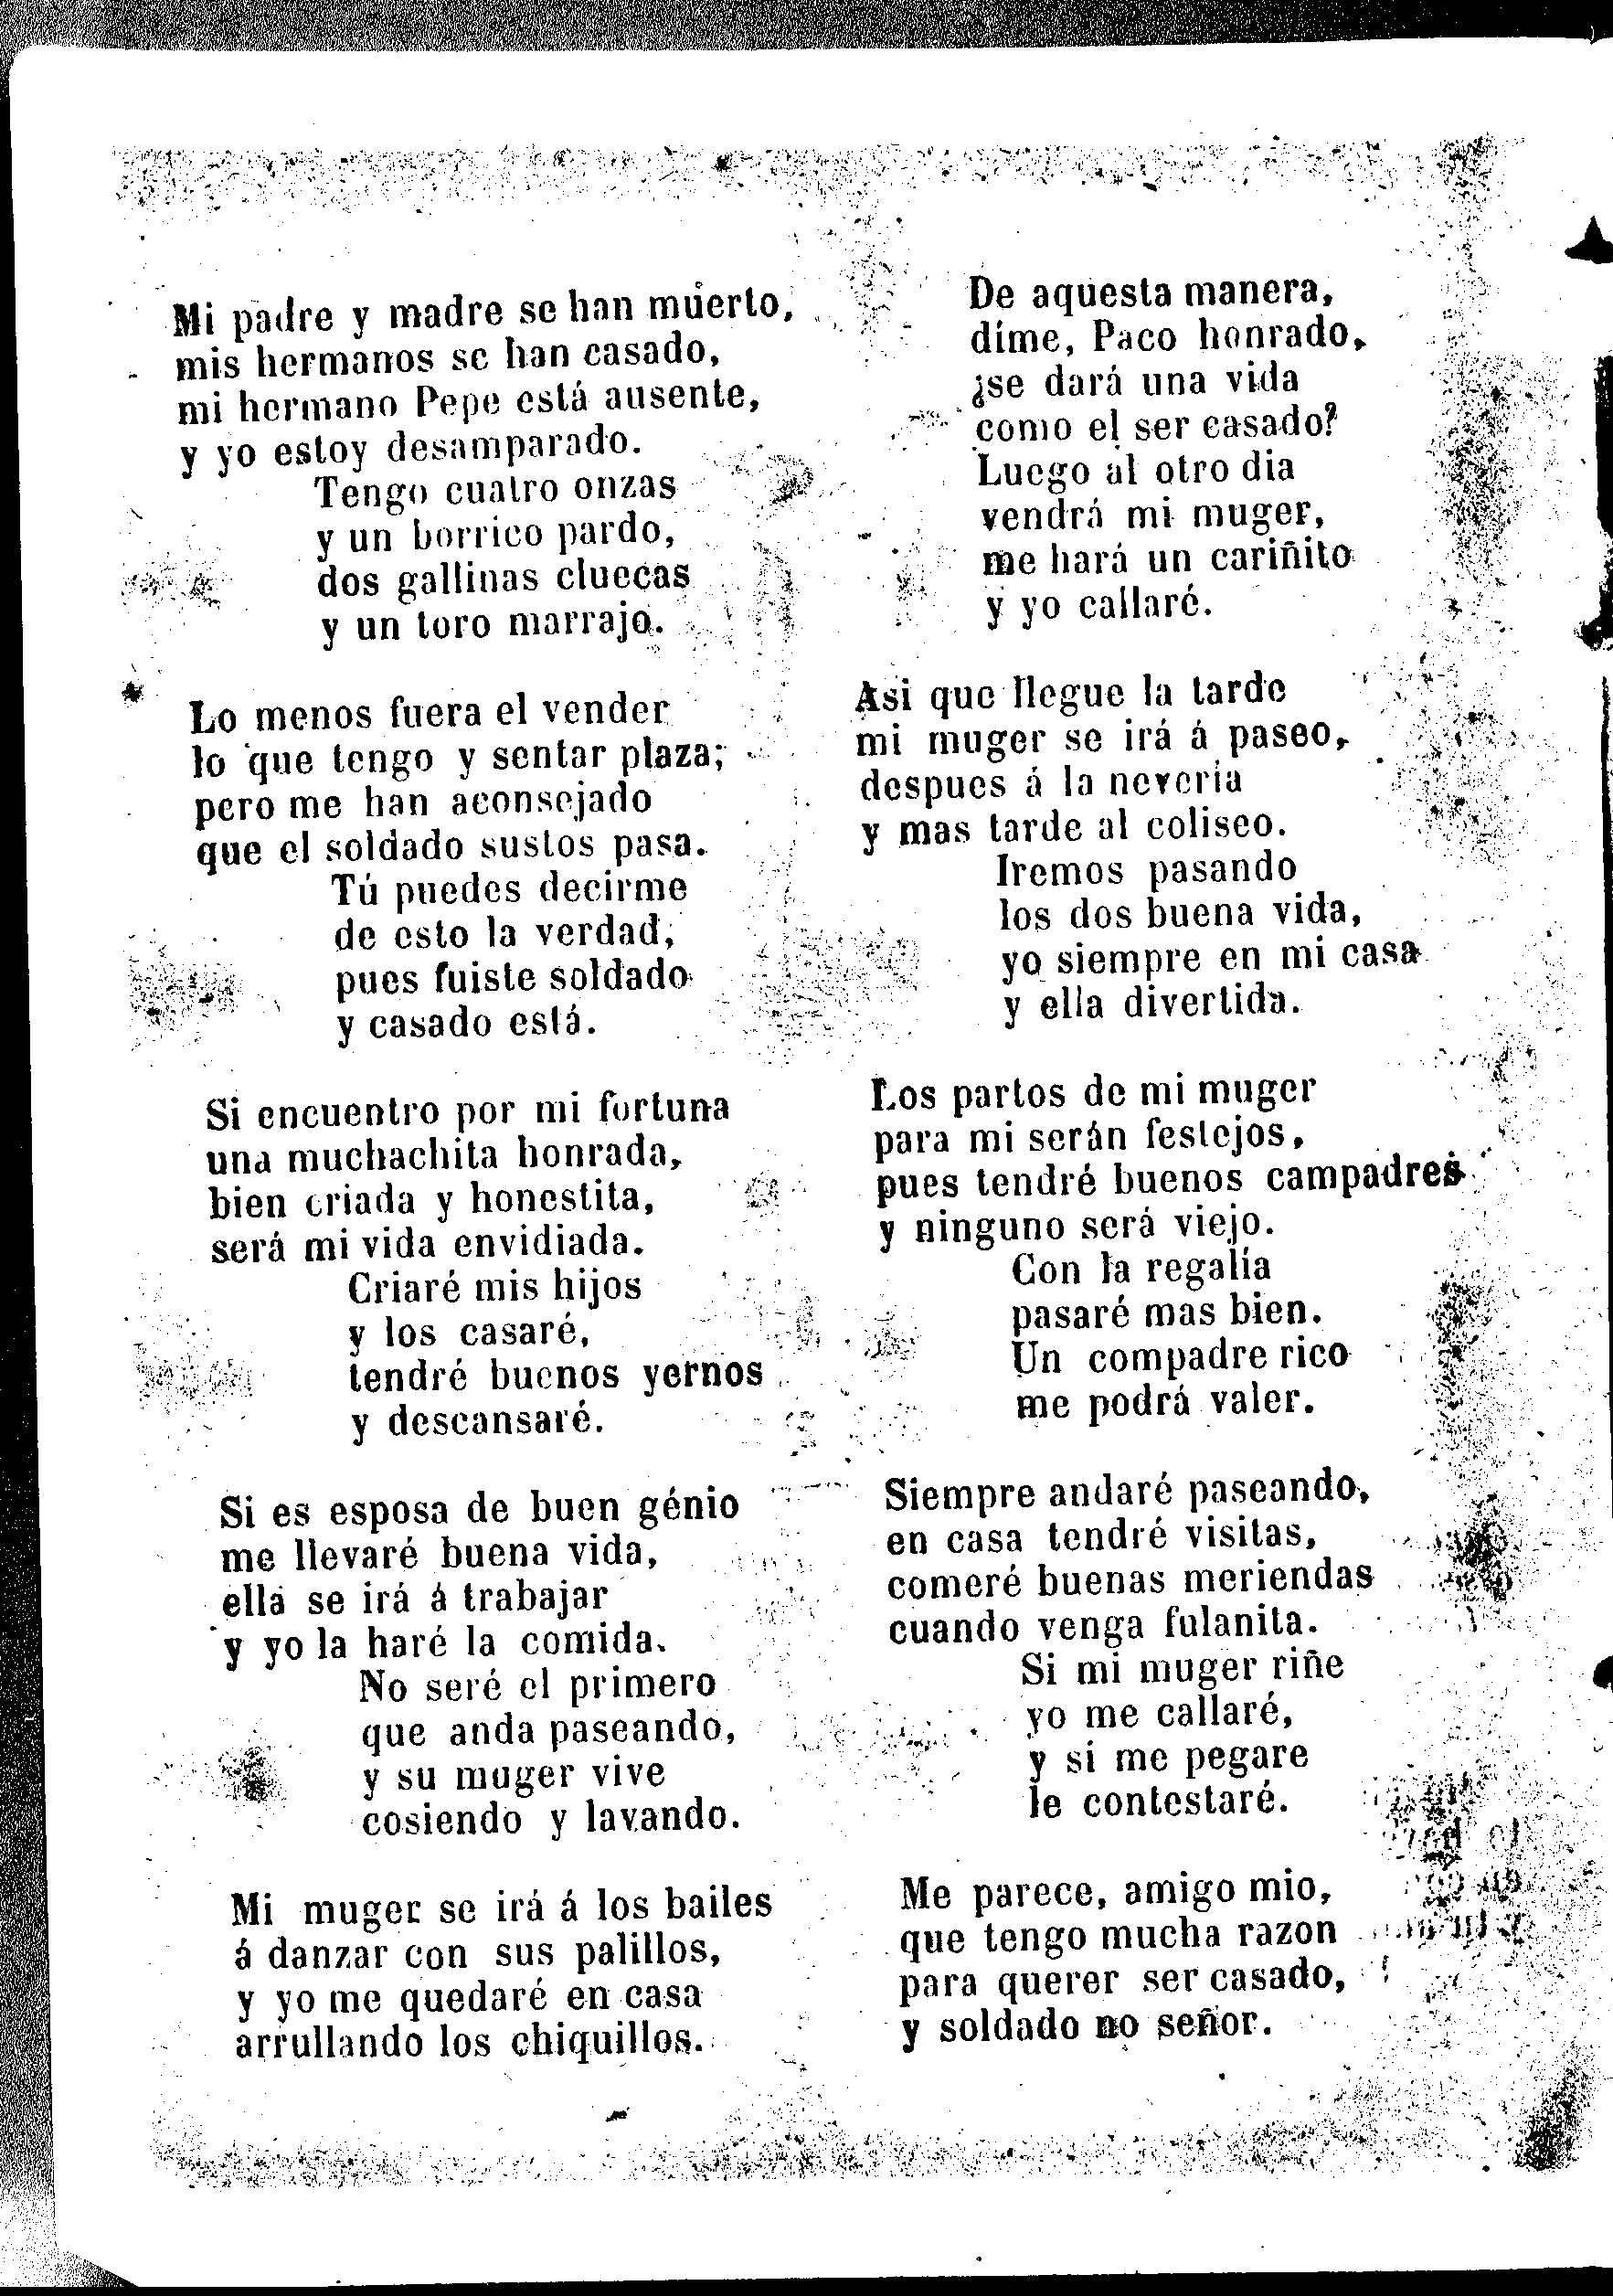 Mi padre y madre se han muerto,
mis hermanos se han casado,
mi hermano Pepe está ausente,
y yo estoy desamparado.
Tengo cuatro onzas
y un borrico pardo,
dos gallinas cluecas
y un toro marrajo.
Lo menos fuera el vender
lo que tengo y sentar plaza;
pero me han aconsejado
que el soldado sustos pasa.
Tú puedes decirme
de esto la verdad,
pues fuiste soldado
y casado está.
Si encuentro por mi fortuna
una muchachita honrada,
bien criada y honestita,
será mi vida envidiada.
Criaré mis hijos
y los casaré,
tendré buenos yernos
y descansaré.
Si es esposa de buen génio
me llevaré buena vida,
ella se irá á trabajar
y yo la haré la comida.
No seré el primero
que anda paseando,
y su muger vive
cosiendo y lavando.
Mi muger se irá á los bailes
á danzar con sus palillos,
y yo me quedaré en casa
arrullando los chiquillos.
De aquesta manera,
díme, Paco honrado,
¿se dará una vida
como el ser casado?
Luego al otro dia
vendrá mi muger,
me hará un cariñito
y yo callaré.
Asi que llegue la tarde
mi muger se irá á paseo,
despues á la nevería
y mas tarde al coliseo.
Iremos pasando
los dos buena vida,
yo siempre en mi casa
y ella divertida.
Los partos de mi muger
para mi serán festejos,
pues tendré buenos campadres
y ninguno será viejo.
Con la regalía
pasaré mas bien.
Un compadre rico
me podrá valer.
Siempre andaré paseando,
en casa tendré visitas,
comeré buenas meriendas
cuando venga fulanita.
Si mi muger riñe
yo me callaré,
y si me pegare
le contestaré.
Me parece, amigo mio,
que tengo mucha razon
para querer ser casado,
y soldado no señor.